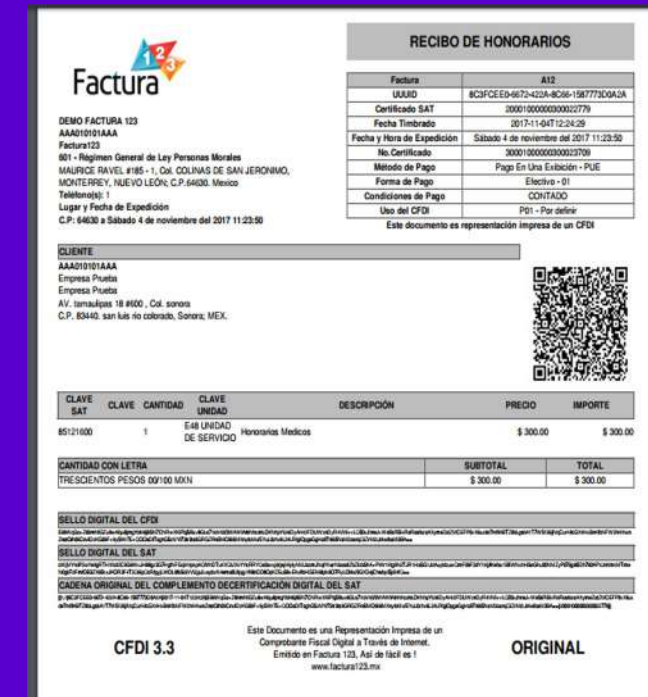 123
Factura
RECIBO DE HONORARIOS
Factura A12
UUUID 8C3FCEE0-6672-422A-8C66-1587773D0A2A
Certificado SAT 20001000000300022779
Fecha Timbrado 2017-11-04T12:24:29
Fecha y Hora de Expedición Sábado 4 de noviembre del 2017 11:23:50
No. Certificado 30001000000300023709
Método de Pago Pago En Una Exibición - PUE
Forma de Pago Efectivo - 01
Condiciones de Pago CONTADO
Uso del CFDI P01 - Por definir
Este documento es representación impresa de un CFDI
DEMO FACTURA 123
AAA010101AAA
Factura123
601 - Régimen General de Ley Personas Morales
MAURICE RAVEL #185 - 1, Col. COLINAS DE SAN JERONIMO,
MONTERREY, NUEVO LEÓN; C.P. 64630. Mexico
Teléfono(s): 1
Lugar y Fecha de Expedición
C.P: 64630 a Sábado 4 de noviembre del 2017 11:23:50
CLIENTE
AAA010101AAA
Empresa Prueba
Empresa Prueba
AV. tamaulipas 18 #600 , Col. sonora
C.P. 83440. san luis rio colorado, Sonora; MEX.
CLAVE SAT CLAVE CANTIDAD CLAVE UNIDAD DESCRIPCIÓN PRECIO IMPORTE
85121600 1 E48 UNIDAD DE SERVICIO Honorarios Medicos $ 300.00 $ 300.00
CANTIDAD CON LETRA SUBTOTAL TOTAL
TRESCIENTOS PESOS 00/100 MXN $ 300.00 $ 300.00
SELLO DIGITAL DEL CFDI
SELLO DIGITAL DEL SAT
CADENA ORIGINAL DEL COMPLEMENTO DECERTIFICACIÓN DIGITAL DEL SAT
CFDI 3.3
Este Documento es una Representación Impresa de un
Comprobante Fiscal Digital a Través de Internet.
Emitido en Factura 123, Así de fácil es !
www.factura123.mx
ORIGINAL